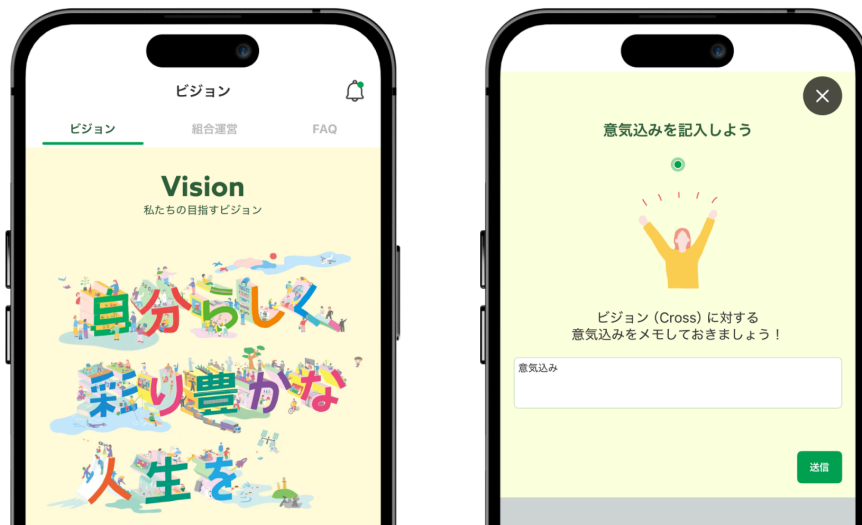 ビジョン
ビジョン
組合運営
FAQ
Vision
私たちの目指すビジョン
自分らしく
彩り豊かな
人生を
意気込みを記入しよう
ビジョン（Cross）に対する
意気込みをメモしておきましょう！
意気込み
送信